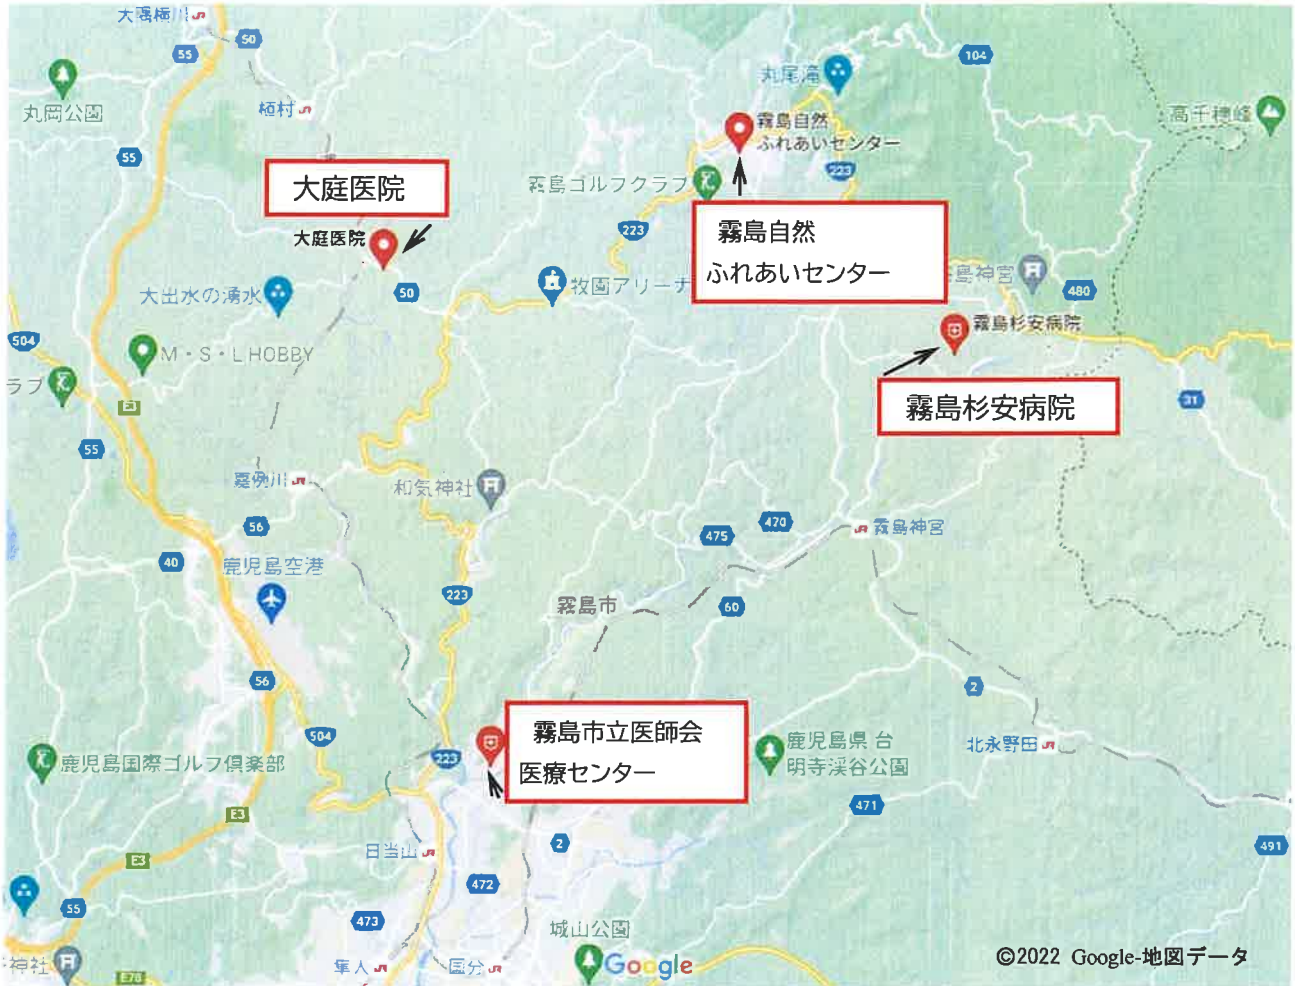 大隅横川
50
55
104
丸尾滝
丸岡公園
植村
高千穂峰
霧島自然
ふれあいセンター
55
223
大庭医院
霧島ゴルフクラブ
霧島自然
ふれあいセンター
223
大庭医院
50
大出水の湧水
牧園アリーナ
島神宮
480
504
M・S・L HOBBY
霧島杉安病院
ラブ
E3
霧島杉安病院
31
55
嘉例川
和気神社
56
475
470
霧島神宮
40
鹿児島空港
223
霧島市
60
56
2
504
霧島市立医師会
医療センター
223
鹿児島県 台
明寺渓谷公園
北永野田
鹿児島国際ゴルフ倶楽部
471
E3
2
491
日当山
E3
472
55
473
城山公園
神社
隼人
国分
Google
©2022 Google-地図データ
E78